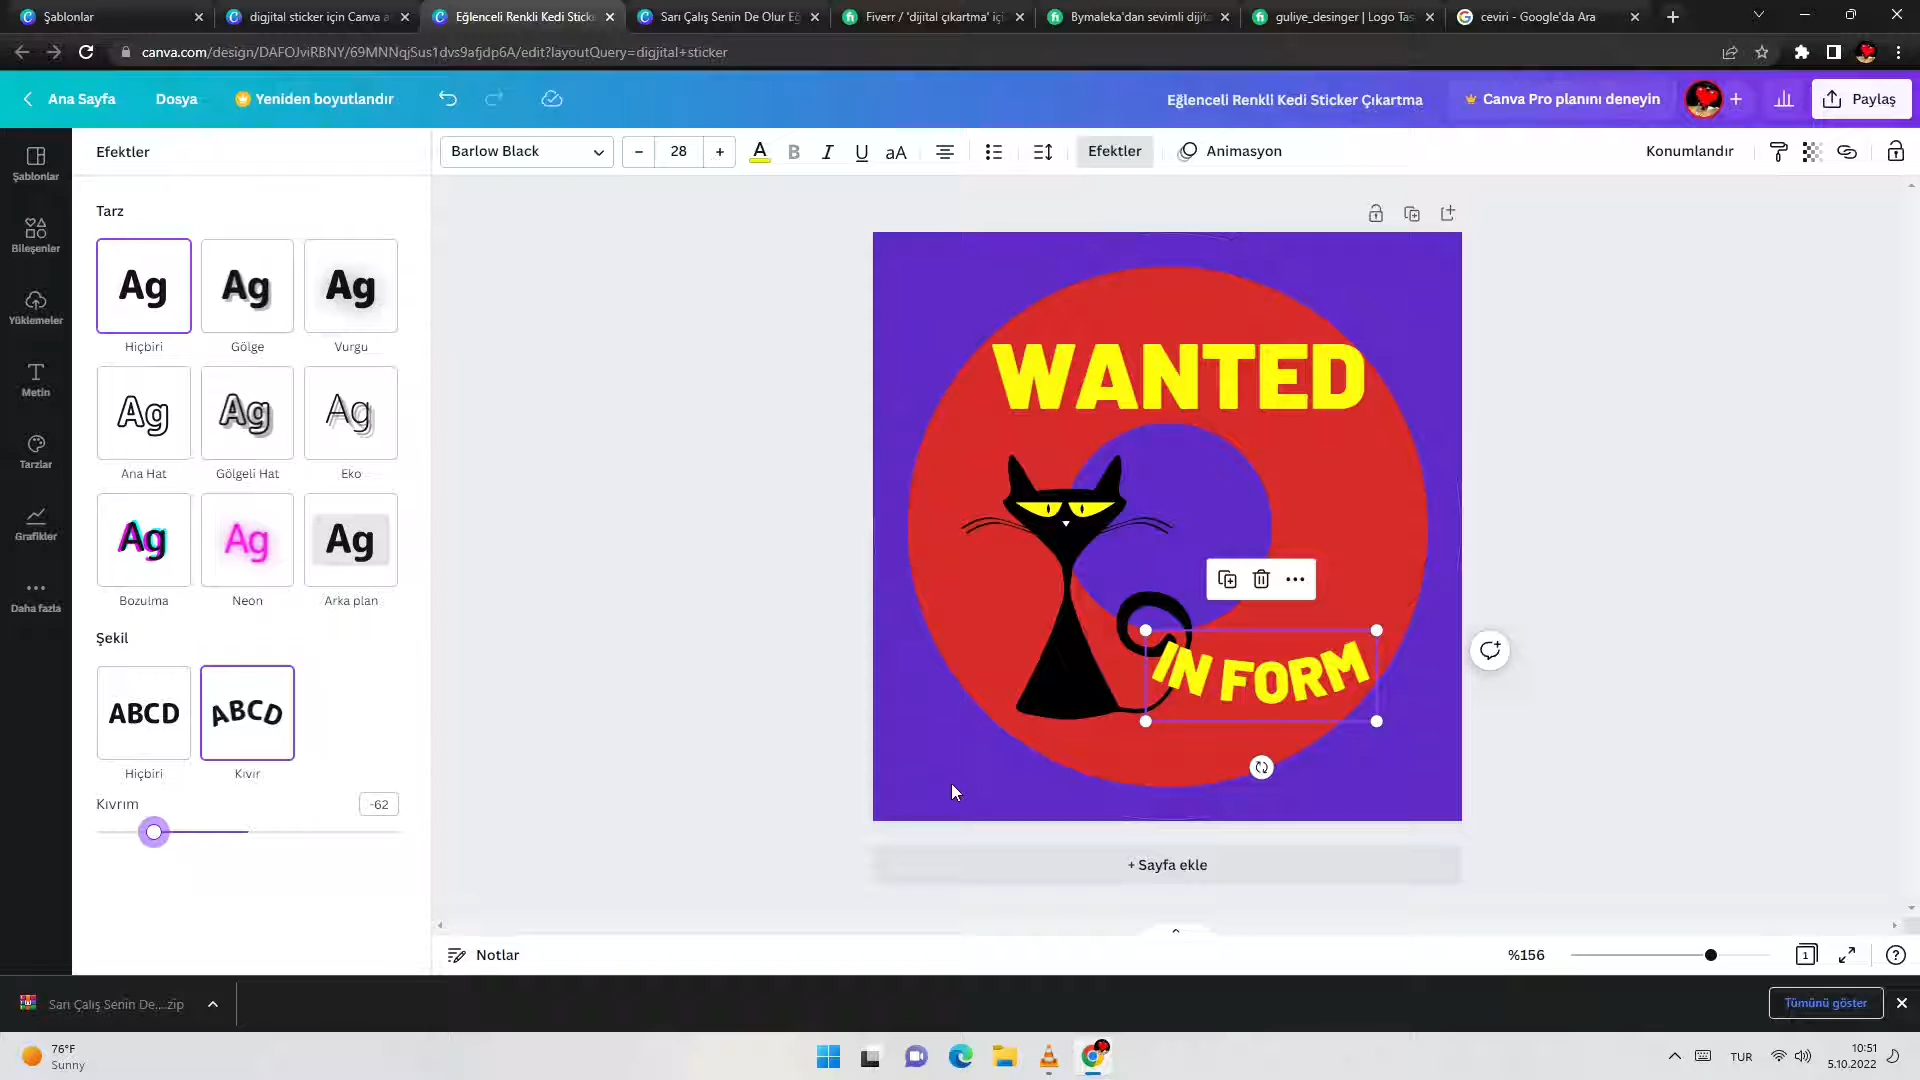 Şablonlar
digjital sticker için Canva a
Eğlenceli Renkli Kedi Sticke
Sarı Çalış Senin De Olur Eğ
Fiverr / 'dijital çıkartma' içi
Bymaleka'dan sevimli dijit
guliye_desinger | Logo Tas
ceviri - Google'da Ara
canva.com/design/DAFOJviRBNY/69MNNqjSus1dvs9afjdp6A/edit?layoutQuery=digjital+sticker
Ana Sayfa
Dosya
Yeniden boyutlandır
Eğlenceli Renkli Kedi Sticker Çıkartma
Canva Pro planını deneyin
Paylaş
Efektler
Barlow Black
28
A
B
I
U
aA
Efektler
Animasyon
Konumlandır
Şablonlar
Bileşenler
Yüklemeler
Metin
Tarzlar
Grafikler
Daha fazla
Tarz
Ag
Ag
Ag
Hiçbiri
Gölge
Vurgu
Ag
Ag
Ag
Ana Hat
Gölgeli Hat
Eko
Ag
Ag
Ag
Bozulma
Neon
Arka plan
Şekil
ABCD
ABCD
Hiçbiri
Kıvır
Kıvrım
-62
WANTED
IN FORM
+ Sayfa ekle
Notlar
%156
1
Sarı Çalış Senin De....zip
Tümünü göster
76°F
Sunny
TUR
10:51
5.10.2022